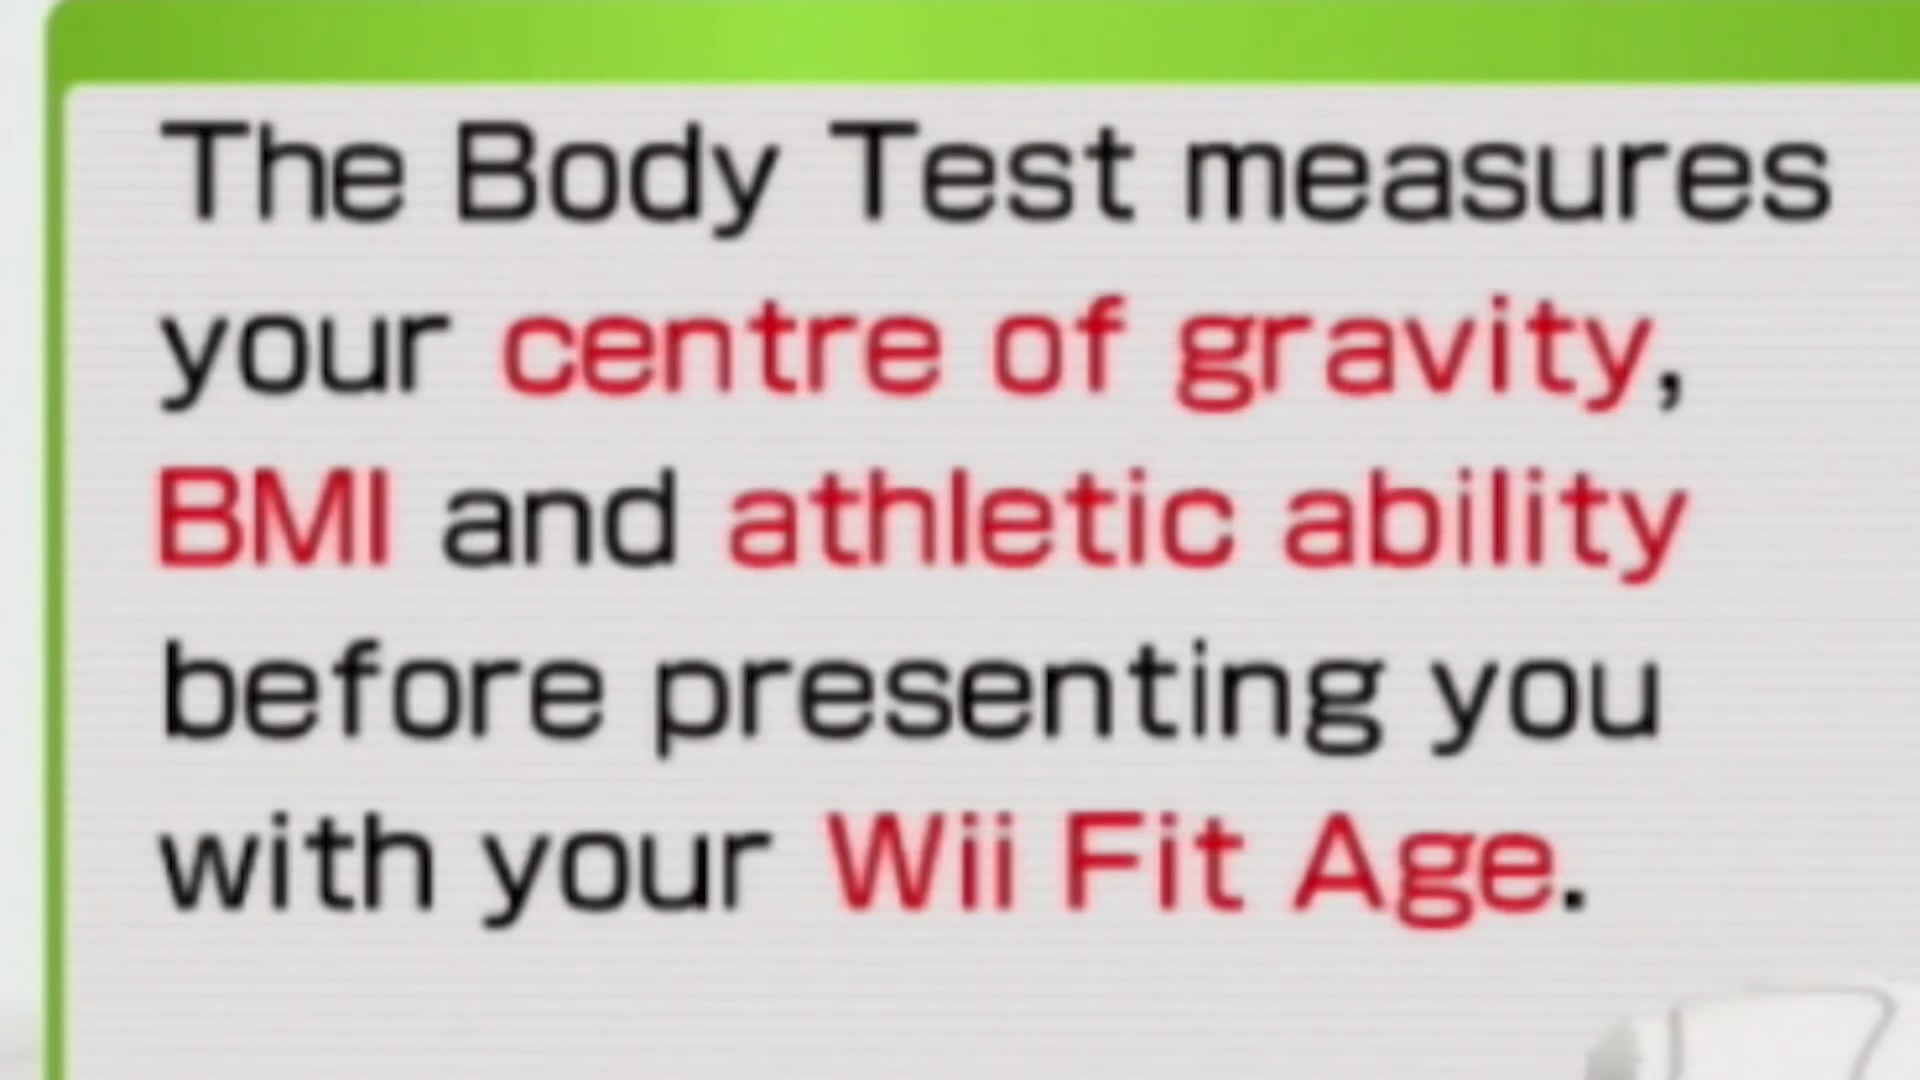 The Body Test measures
your centre of gravity,
BMI and athletic ability
before presenting you
with your Wii Fit Age.